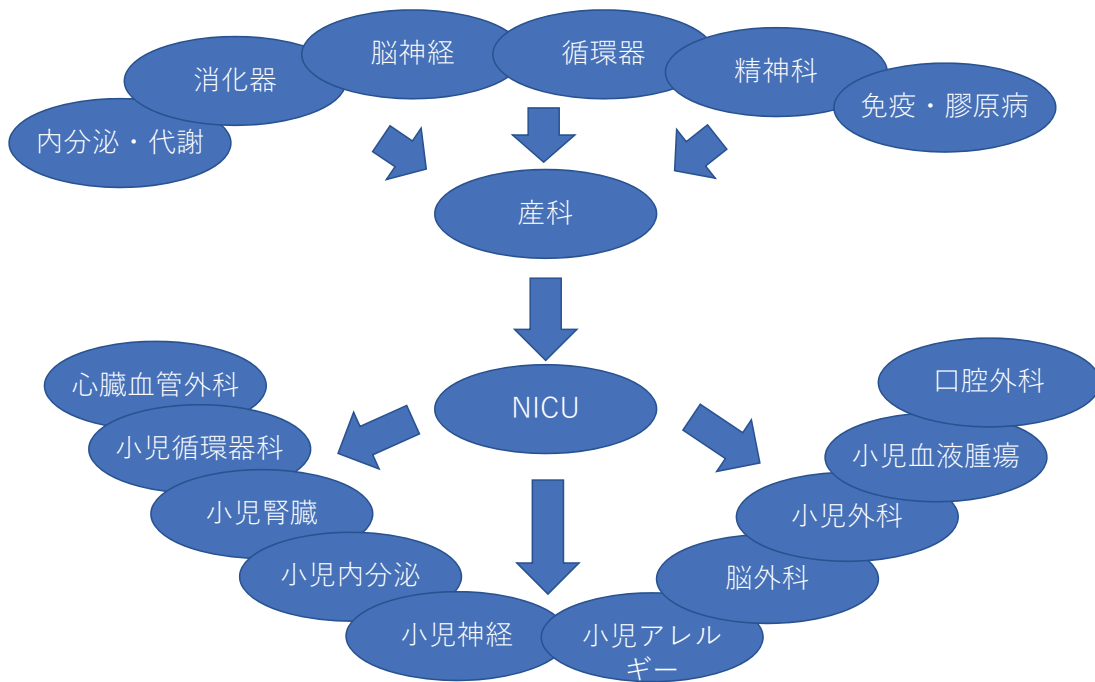 内分泌・代謝
消化器
脳神経
循環器
精神科
免疫・膠原病
産科
NICU
心臓血管外科
小児循環器科
小児腎臓
小児内分泌
小児神経
小児アレル
ギー
脳外科
小児外科
小児血液腫瘍
口腔外科